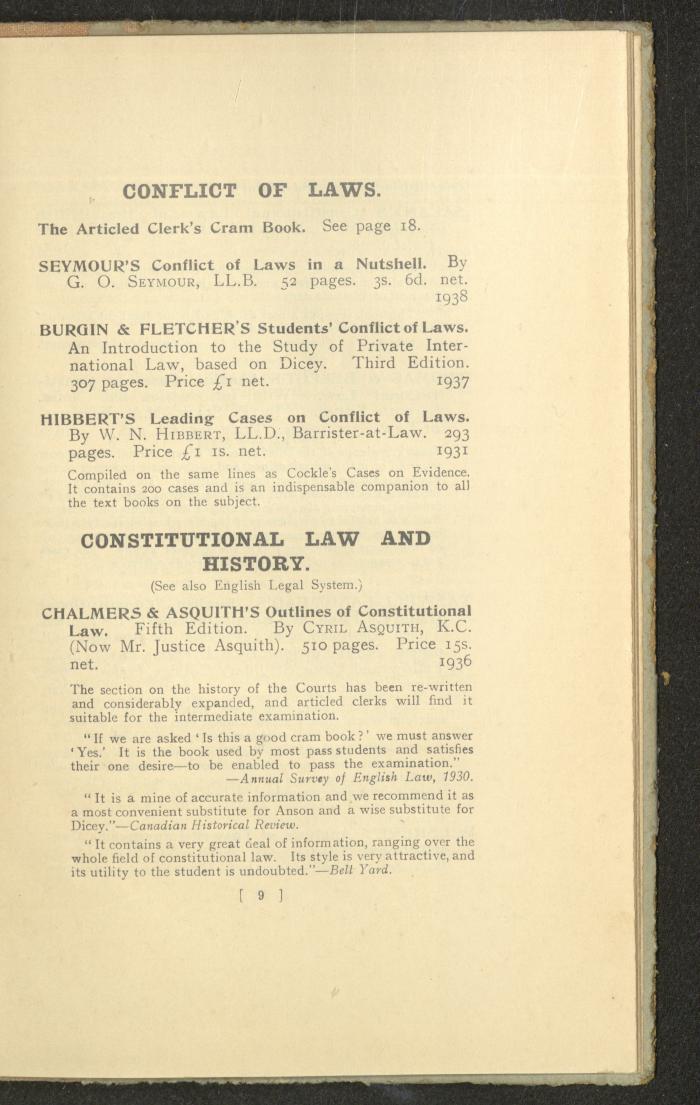 CONFLICT OF LAWS.
The Articled Clerk's Cram Book. See page 18.
SEYMOUR'S Conflict of Laws in a Nutshell. By
G. O. SEYMOUR, LL.B. 52 pages. 3s. 6d. net.
1938
BURGIN & FLETCHER'S Students' Conflict of Laws.
An Introduction to the Study of Private Inter-
national Law, based on Dicey. Third Edition.
307 pages. Price £1 net. 1937
HIBBERT'S Leading Cases on Conflict of Laws.
By W. N. HIBBERT, LL.D., Barrister-at-Law. 293
pages. Price £1 1s. net. 1931
Compiled on the same lines as Cockle's Cases on Evidence.
It contains 200 cases and is an indispensable companion to all
the text books on the subject.
CONSTITUTIONAL LAW AND
HISTORY.
(See also English Legal System.)
CHALMERS & ASQUITH'S Outlines of Constitutional
Law. Fifth Edition. By CYRIL ASQUITH, K.C.
(Now Mr. Justice Asquith). 510 pages. Price 15s.
net. 1936
The section on the history of the Courts has been re-written
and considerably expanded, and articled clerks will find it
suitable for the intermediate examination.
"If we are asked 'Is this a good cram book?' we must answer
'Yes.' It is the book used by most pass students and satisfies
their one desire—to be enabled to pass the examination."
—Annual Survey of English Law, 1930.
"It is a mine of accurate information and we recommend it as
a most convenient substitute for Anson and a wise substitute for
Dicey."—Canadian Historical Review.
"It contains a very great deal of information, ranging over the
whole field of constitutional law. Its style is very attractive, and
its utility to the student is undoubted."—Belt Yard.
[ 9 ]